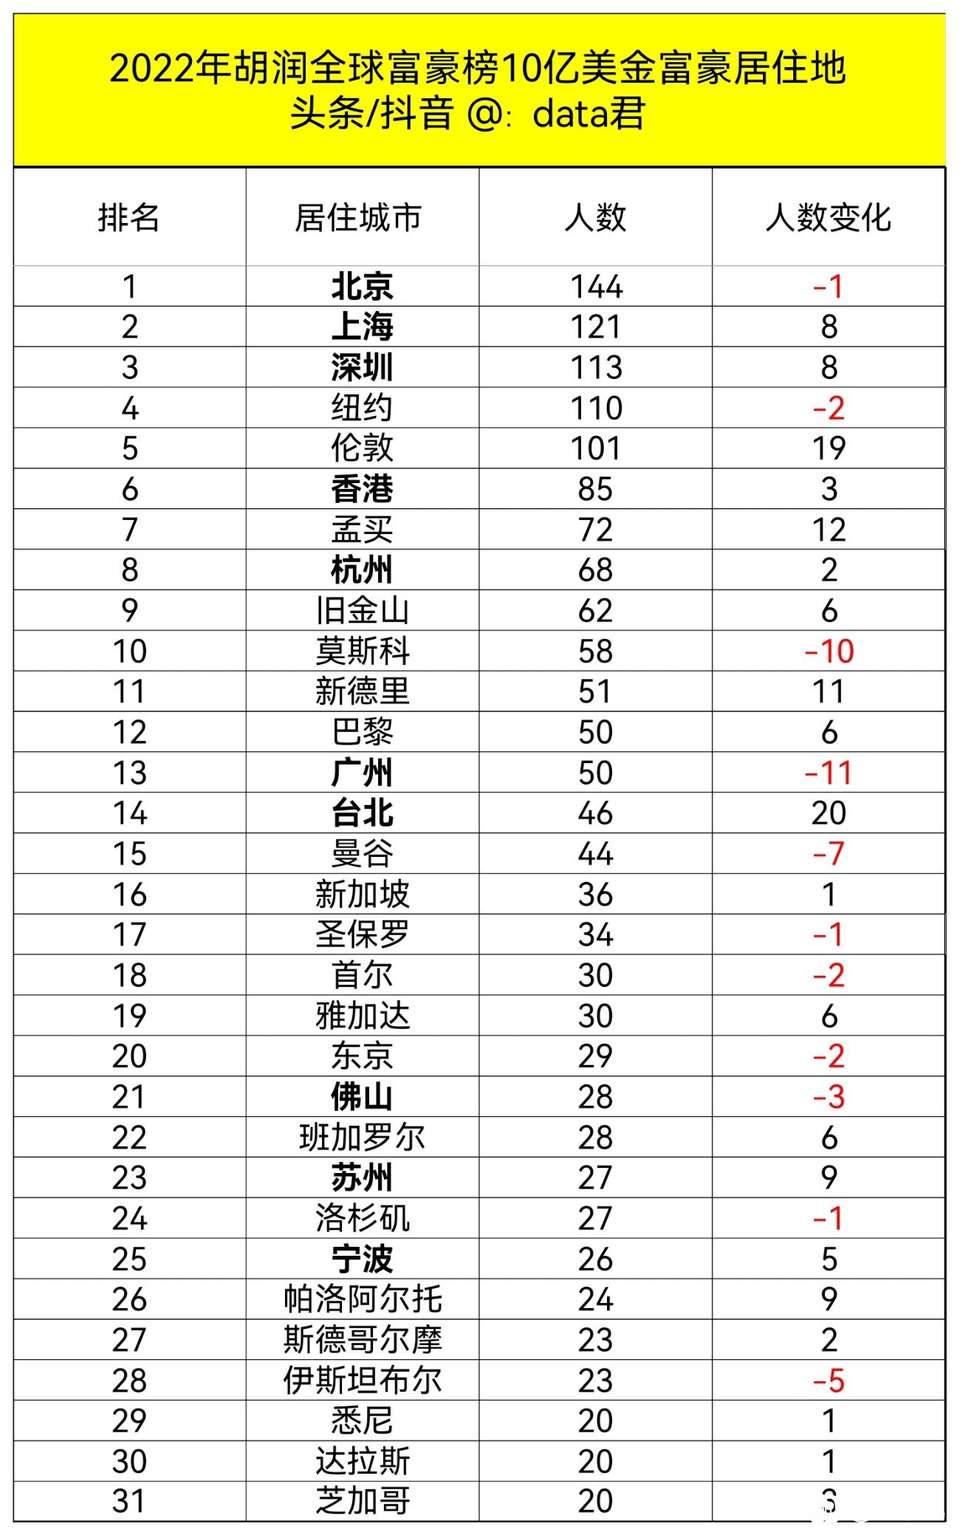 2022年胡润全球富豪榜10亿美金富豪居住地
头条/抖音 @：data君
排名 居住城市 人数 人数变化
1 北京 144 -1
2 上海 121 8
3 深圳 113 8
4 纽约 110 -2
5 伦敦 101 19
6 香港 85 3
7 孟买 72 12
8 杭州 68 2
9 旧金山 62 6
10 莫斯科 58 -10
11 新德里 51 11
12 巴黎 50 6
13 广州 50 -11
14 台北 46 20
15 曼谷 44 -7
16 新加坡 36 1
17 圣保罗 34 -1
18 首尔 30 -2
19 雅加达 30 6
20 东京 29 -2
21 佛山 28 -3
22 班加罗尔 28 6
23 苏州 27 9
24 洛杉矶 27 -1
25 宁波 26 5
26 帕洛阿尔托 24 9
27 斯德哥尔摩 23 2
28 伊斯坦布尔 23 -5
29 悉尼 20 1
30 达拉斯 20 1
31 芝加哥 20